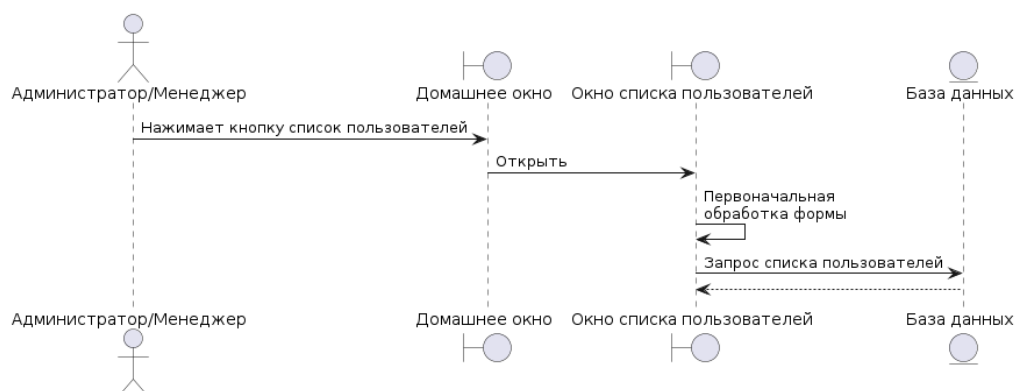 Администратор/Менеджер
Домашнее окно
Окно списка пользователей
База данных
Нажимает кнопку список пользователей
Открыть
Первоначальная
обработка формы
Запрос списка пользователей
Администратор/Менеджер
Домашнее окно
Окно списка пользователей
База данных